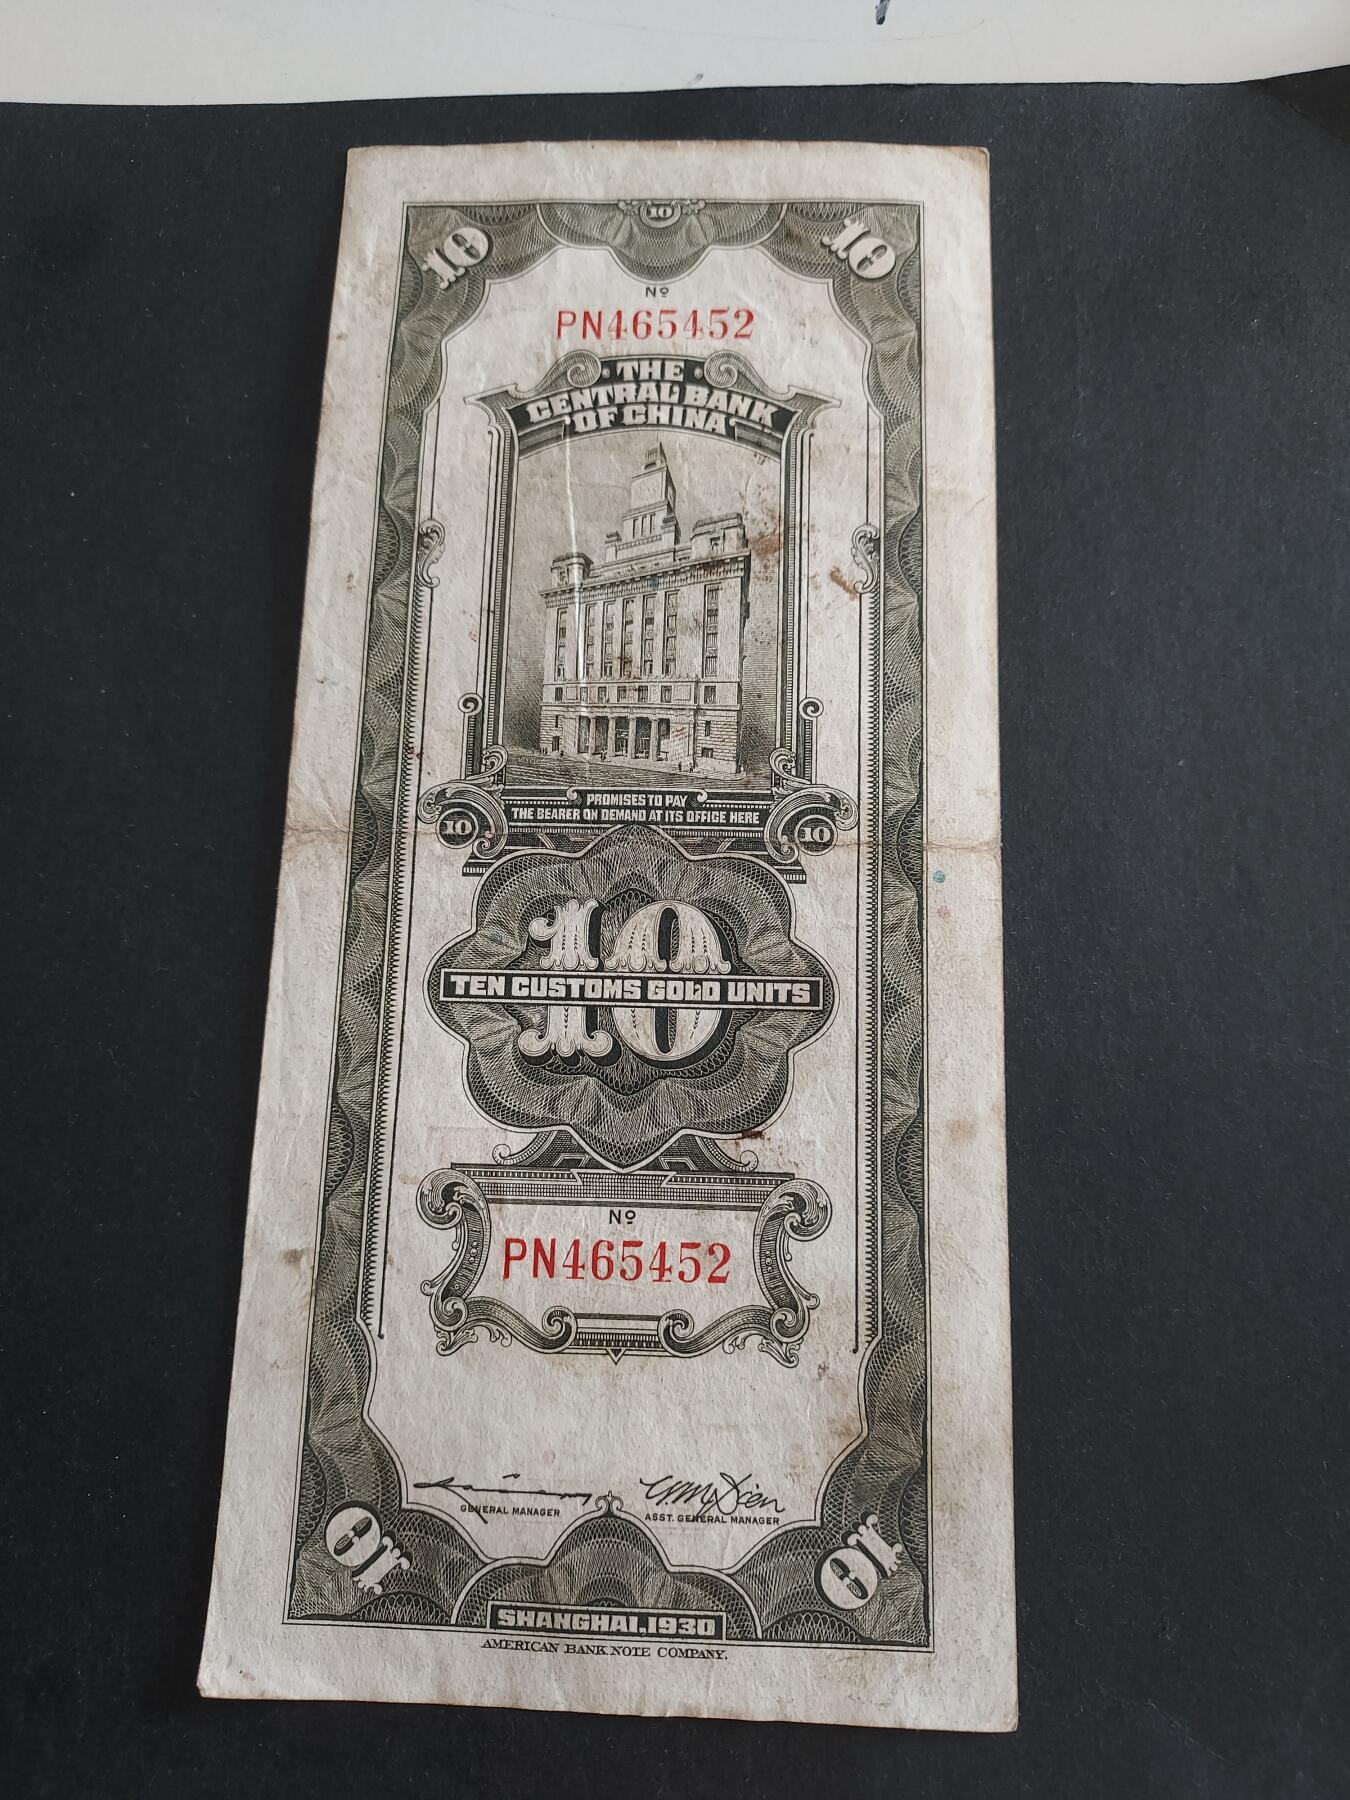 10
10
10
Nº
PN465452
THE
CENTRAL BANK
OF CHINA
PROMISES TO PAY
THE BEARER ON DEMAND AT ITS OFFICE HERE
10
10
10
TEN CUSTOMS GOLD UNITS
Nº
PN465452
GENERAL MANAGER
ASST. GENERAL MANAGER
10
10
SHANGHAI, 1930
AMERICAN BANK NOTE COMPANY.